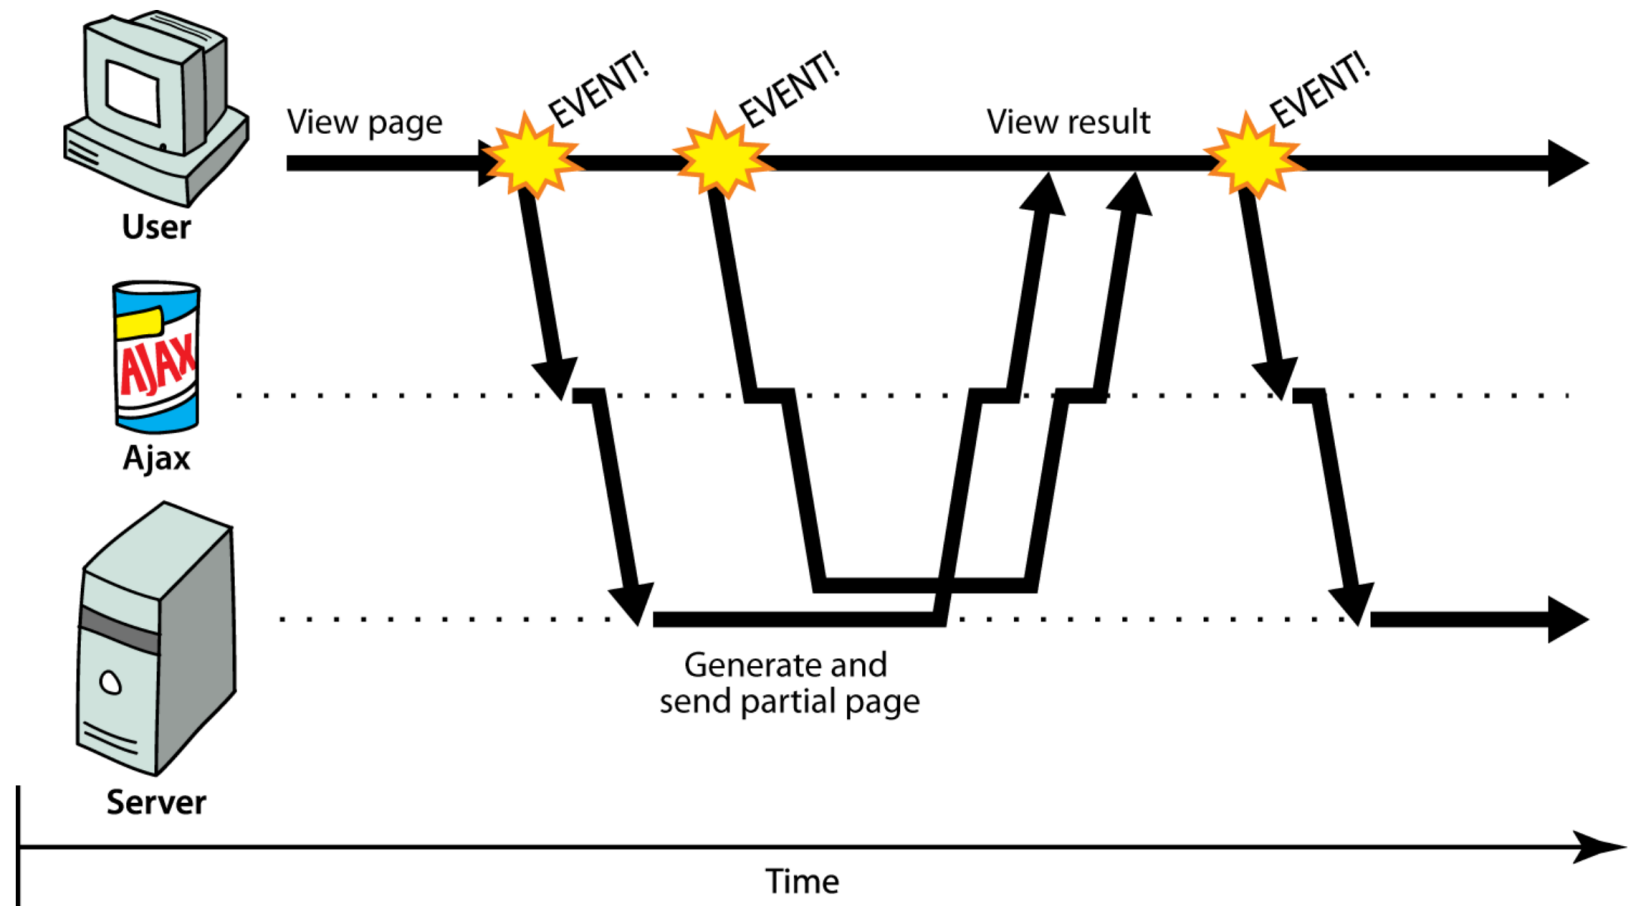 EVENT!
EVENT!
EVENT!
View page
View result
User
AJAX
Ajax
Generate and
send partial page
Server
Time